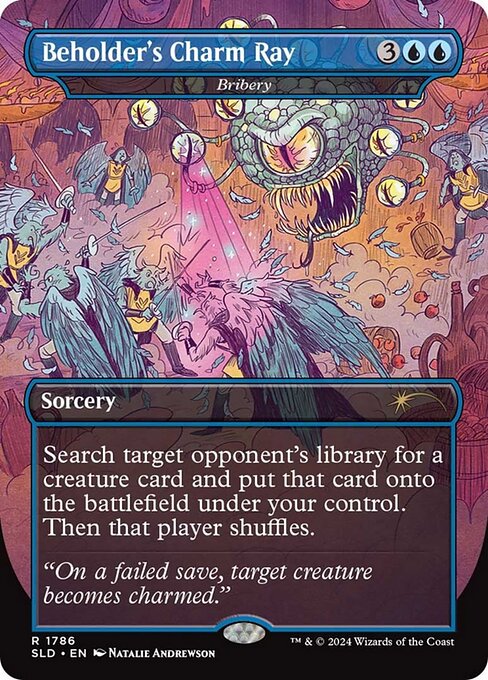 Beholder's Charm Ray 3
Bribery
Sorcery
Search target opponent's library for a
creature card and put that card onto
the battlefield under your control.
Then that player shuffles.
“On a failed save, target creature
becomes charmed.”
R 1786
SLD • EN Natalie Andrewson
™ & © 2024 Wizards of the Coast